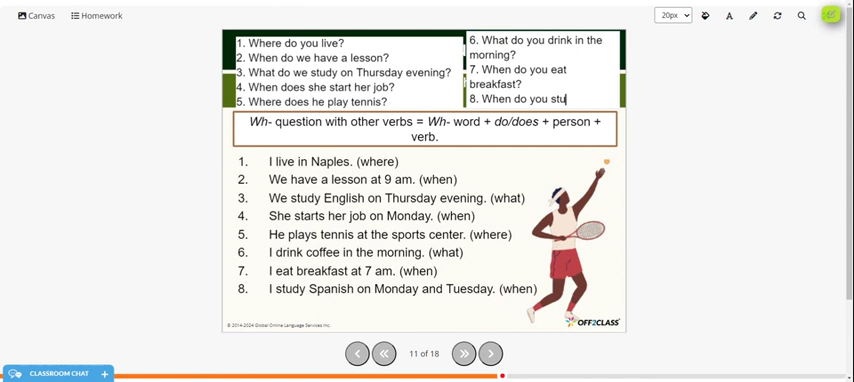 Canvas
Homework
20px
1. Where do you live?
2. When do we have a lesson?
3. What do we study on Thursday evening?
4. When does she start her job?
5. Where does he play tennis?
6. What do you drink in the
morning?
7. When do you eat
breakfast?
8. When do you stu
Wh- question with other verbs = Wh- word + do/does + person +
verb.
1. I live in Naples. (where)
2. We have a lesson at 9 am. (when)
3. We study English on Thursday evening. (what)
4. She starts her job on Monday. (when)
5. He plays tennis at the sports center. (where)
6. I drink coffee in the morning. (what)
7. I eat breakfast at 7 am. (when)
8. I study Spanish on Monday and Tuesday. (when)
© 2014-2024 Global Online Language Services Inc.
OFF2CLASS
11 of 18
CLASSROOM CHAT +